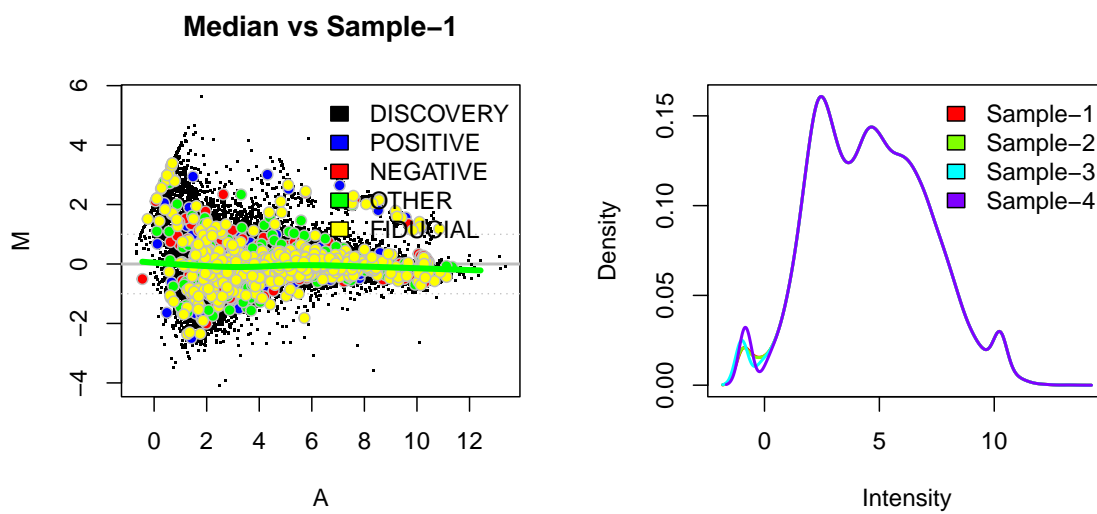 Median vs Sample−1
M
6
4
2
0
−2
−4
DISCOVERY
POSITIVE
NEGATIVE
OTHER
FIDUCIAL
0 2 4 6 8 10 12
A
Density
0.15
0.10
0.05
0.00
Sample−1
Sample−2
Sample−3
Sample−4
0 5 10
Intensity